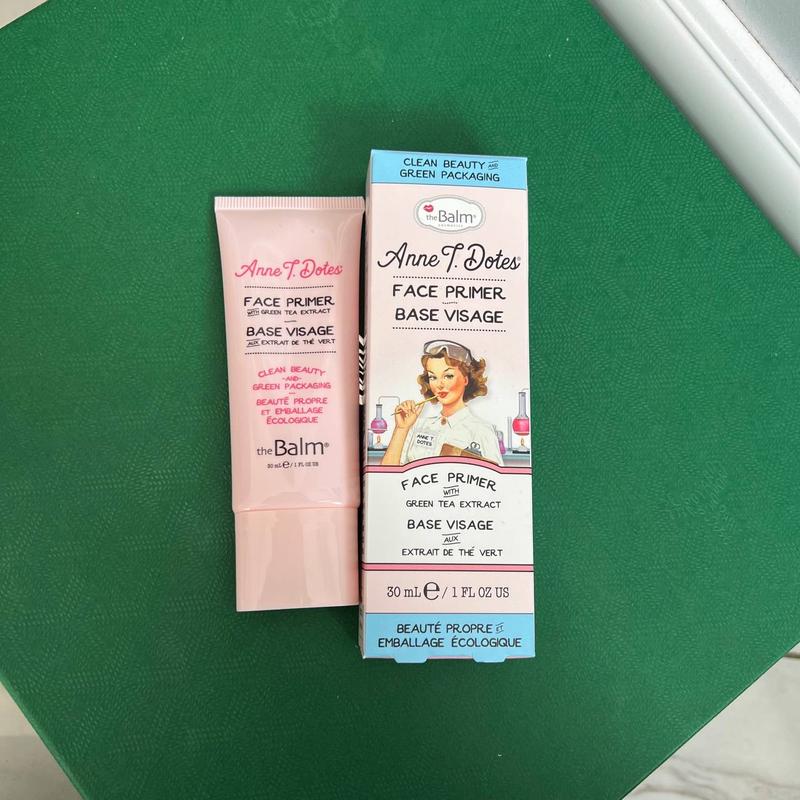 Anne T. Dotes®
FACE PRIMER
WITH GREEN TEA EXTRACT
BASE VISAGE
AUX EXTRAIT DE THÉ VERT
CLEAN BEAUTY
-AND-
GREEN PACKAGING
BEAUTÉ PROPRE
ET EMBALLAGE
ÉCOLOGIQUE
theBalm®
30 mL e / 1 FL OZ US
CLEAN BEAUTY AND
GREEN PACKAGING
theBalm®
cosmetics
Anne T. Dotes®
FACE PRIMER
BASE VISAGE
ANNE T.
DOTES
FACE PRIMER
WITH
GREEN TEA EXTRACT
BASE VISAGE
AUX
EXTRAIT DE THÉ VERT
30 mL e / 1 FL OZ US
BEAUTÉ PROPRE ET
EMBALLAGE ÉCOLOGIQUE